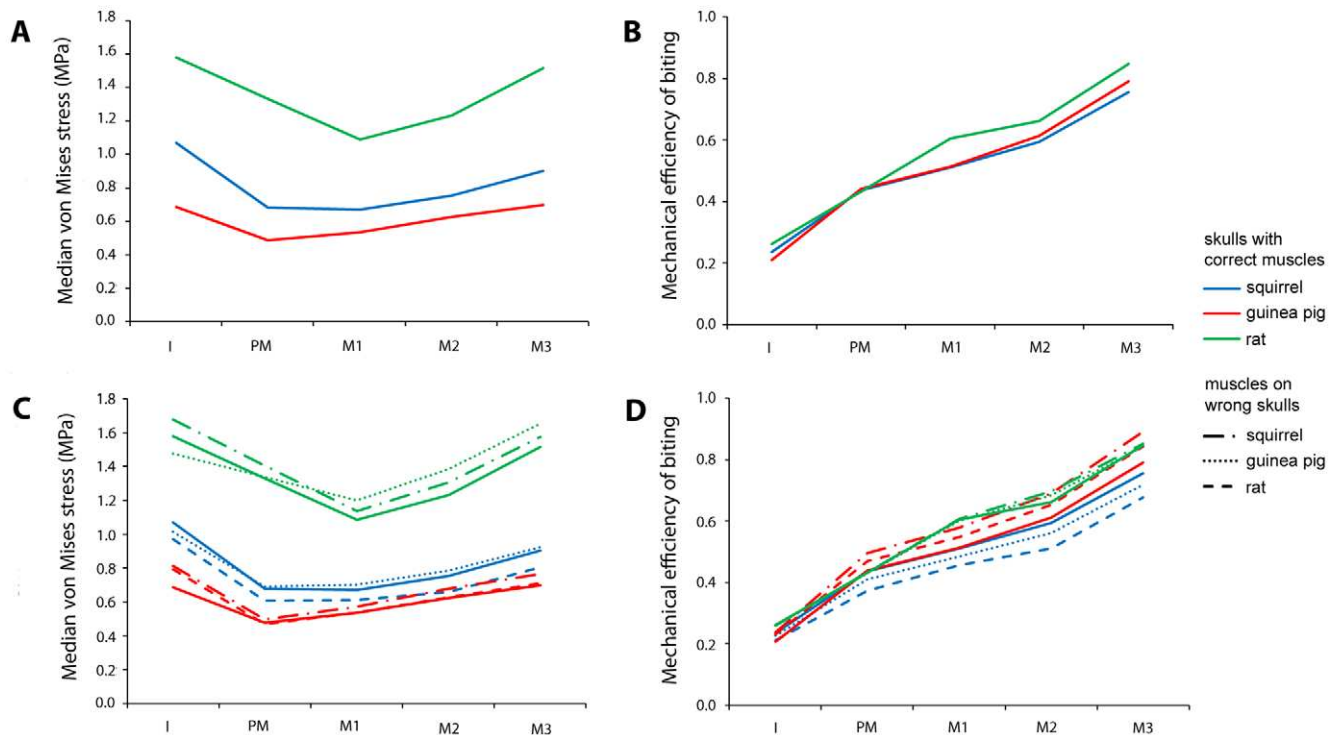 A
Median von Mises stress (MPa)
1.8
1.6
1.4
1.2
1.0
0.8
0.6
0.4
0.2
0.0
I PM M1 M2 M3
B
Mechanical efficiency of biting
1.0
0.8
0.6
0.4
0.2
0.0
I PM M1 M2 M3
skulls with
correct muscles
squirrel
guinea pig
rat
muscles on
wrong skulls
squirrel
guinea pig
rat
C
Median von Mises stress (MPa)
1.8
1.6
1.4
1.2
1.0
0.8
0.6
0.4
0.2
0.0
I PM M1 M2 M3
D
Mechanical efficiency of biting
1.0
0.8
0.6
0.4
0.2
0.0
I PM M1 M2 M3